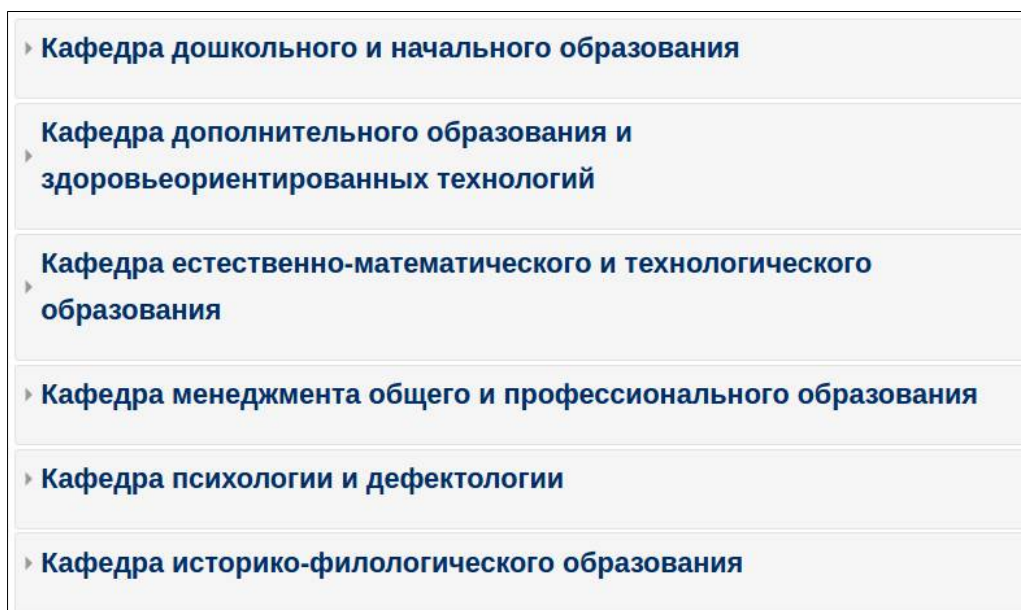 Кафедра дошкольного и начального образования
Кафедра дополнительного образования и
здоровьеориентированных технологий
Кафедра естественно-математического и технологического
образования
Кафедра менеджмента общего и профессионального образования
Кафедра психологии и дефектологии
Кафедра историко-филологического образования